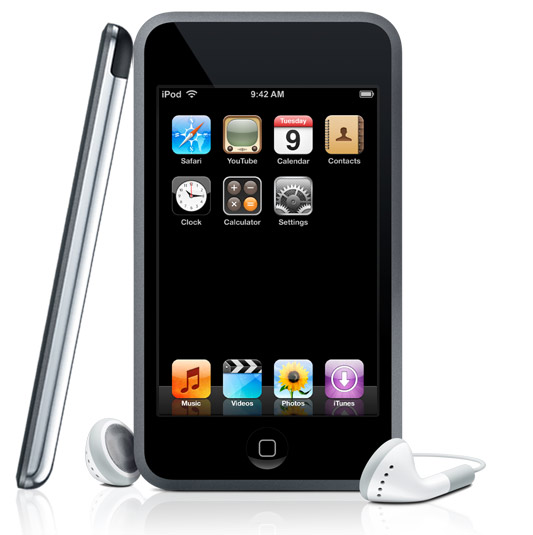 iPod 9:42 AM
Tuesday
9
Safari YouTube Calendar Contacts
Clock Calculator Settings
Music Videos Photos iTunes